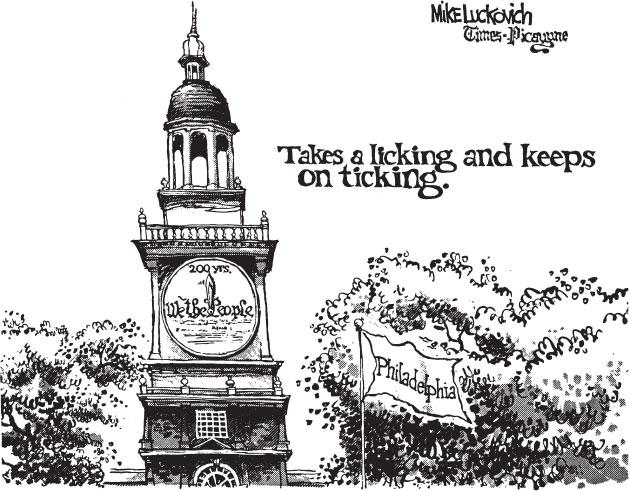 Mike Luckovich
Times-Picayune
Takes a licking and keeps
on ticking.
200 yrs.
We the People
Philadelphia